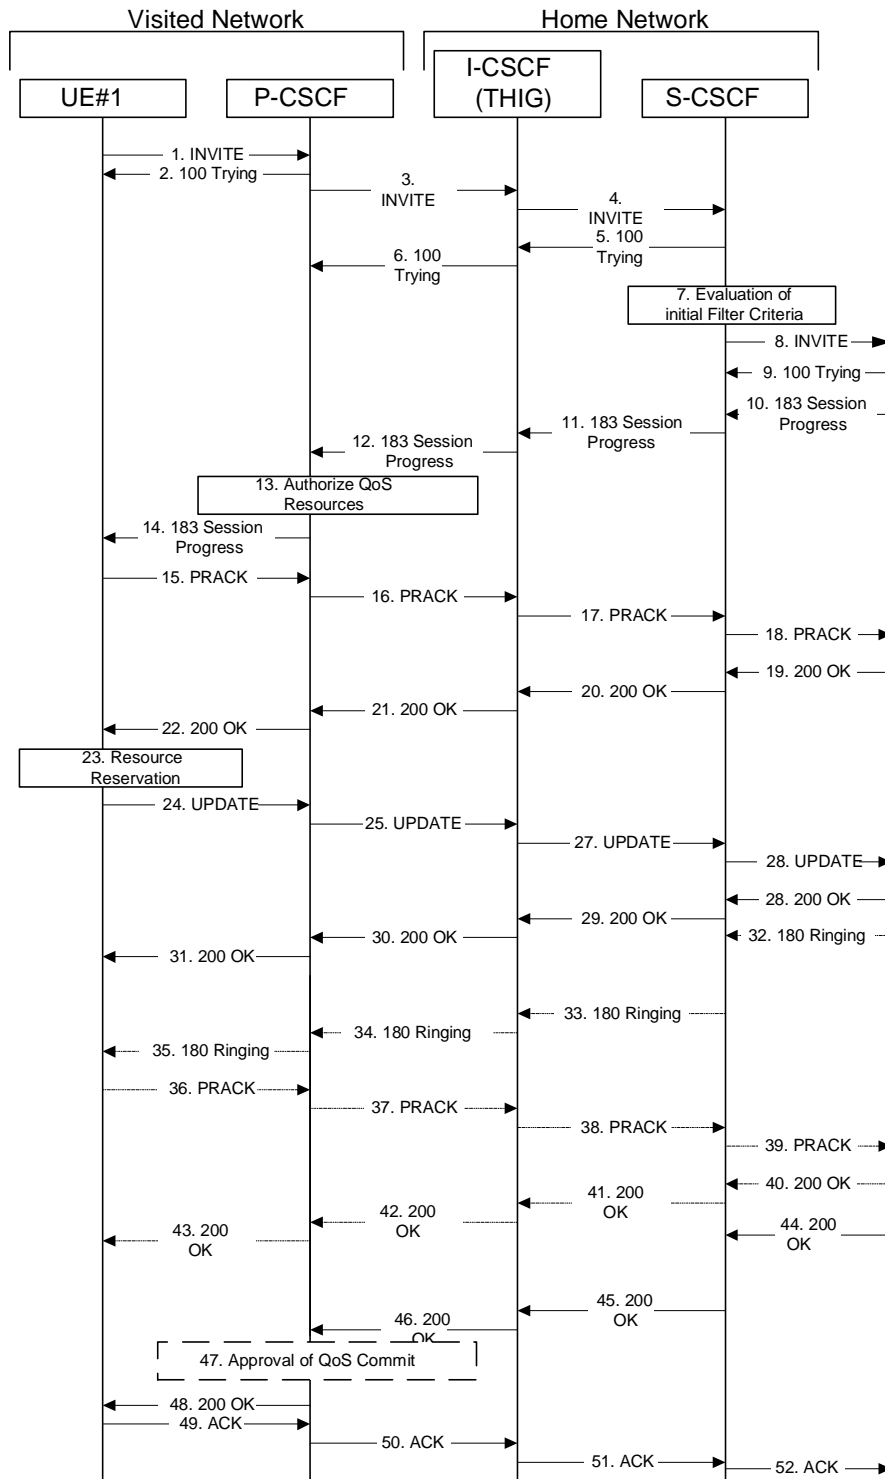 Visited Network
Home Network
UE#1
P-CSCF
I-CSCF
(THIG)
S-CSCF
1. INVITE
2. 100 Trying
3.
INVITE
4.
INVITE
5. 100
Trying
6. 100
Trying
7. Evaluation of
initial Filter Criteria
8. INVITE
9. 100 Trying
10. 183 Session
Progress
11. 183 Session
Progress
12. 183 Session
Progress
13. Authorize QoS
Resources
14. 183 Session
Progress
15. PRACK
16. PRACK
17. PRACK
18. PRACK
19. 200 OK
20. 200 OK
21. 200 OK
22. 200 OK
23. Resource
Reservation
24. UPDATE
25. UPDATE
27. UPDATE
28. UPDATE
28. 200 OK
29. 200 OK
30. 200 OK
32. 180 Ringing
31. 200 OK
33. 180 Ringing
34. 180 Ringing
35. 180 Ringing
36. PRACK
37. PRACK
38. PRACK
39. PRACK
40. 200 OK
41. 200
OK
42. 200
OK
43. 200
OK
44. 200
OK
45. 200
OK
46. 200
OK
47. Approval of QoS Commit
48. 200 OK
49. ACK
50. ACK
51. ACK
52. ACK